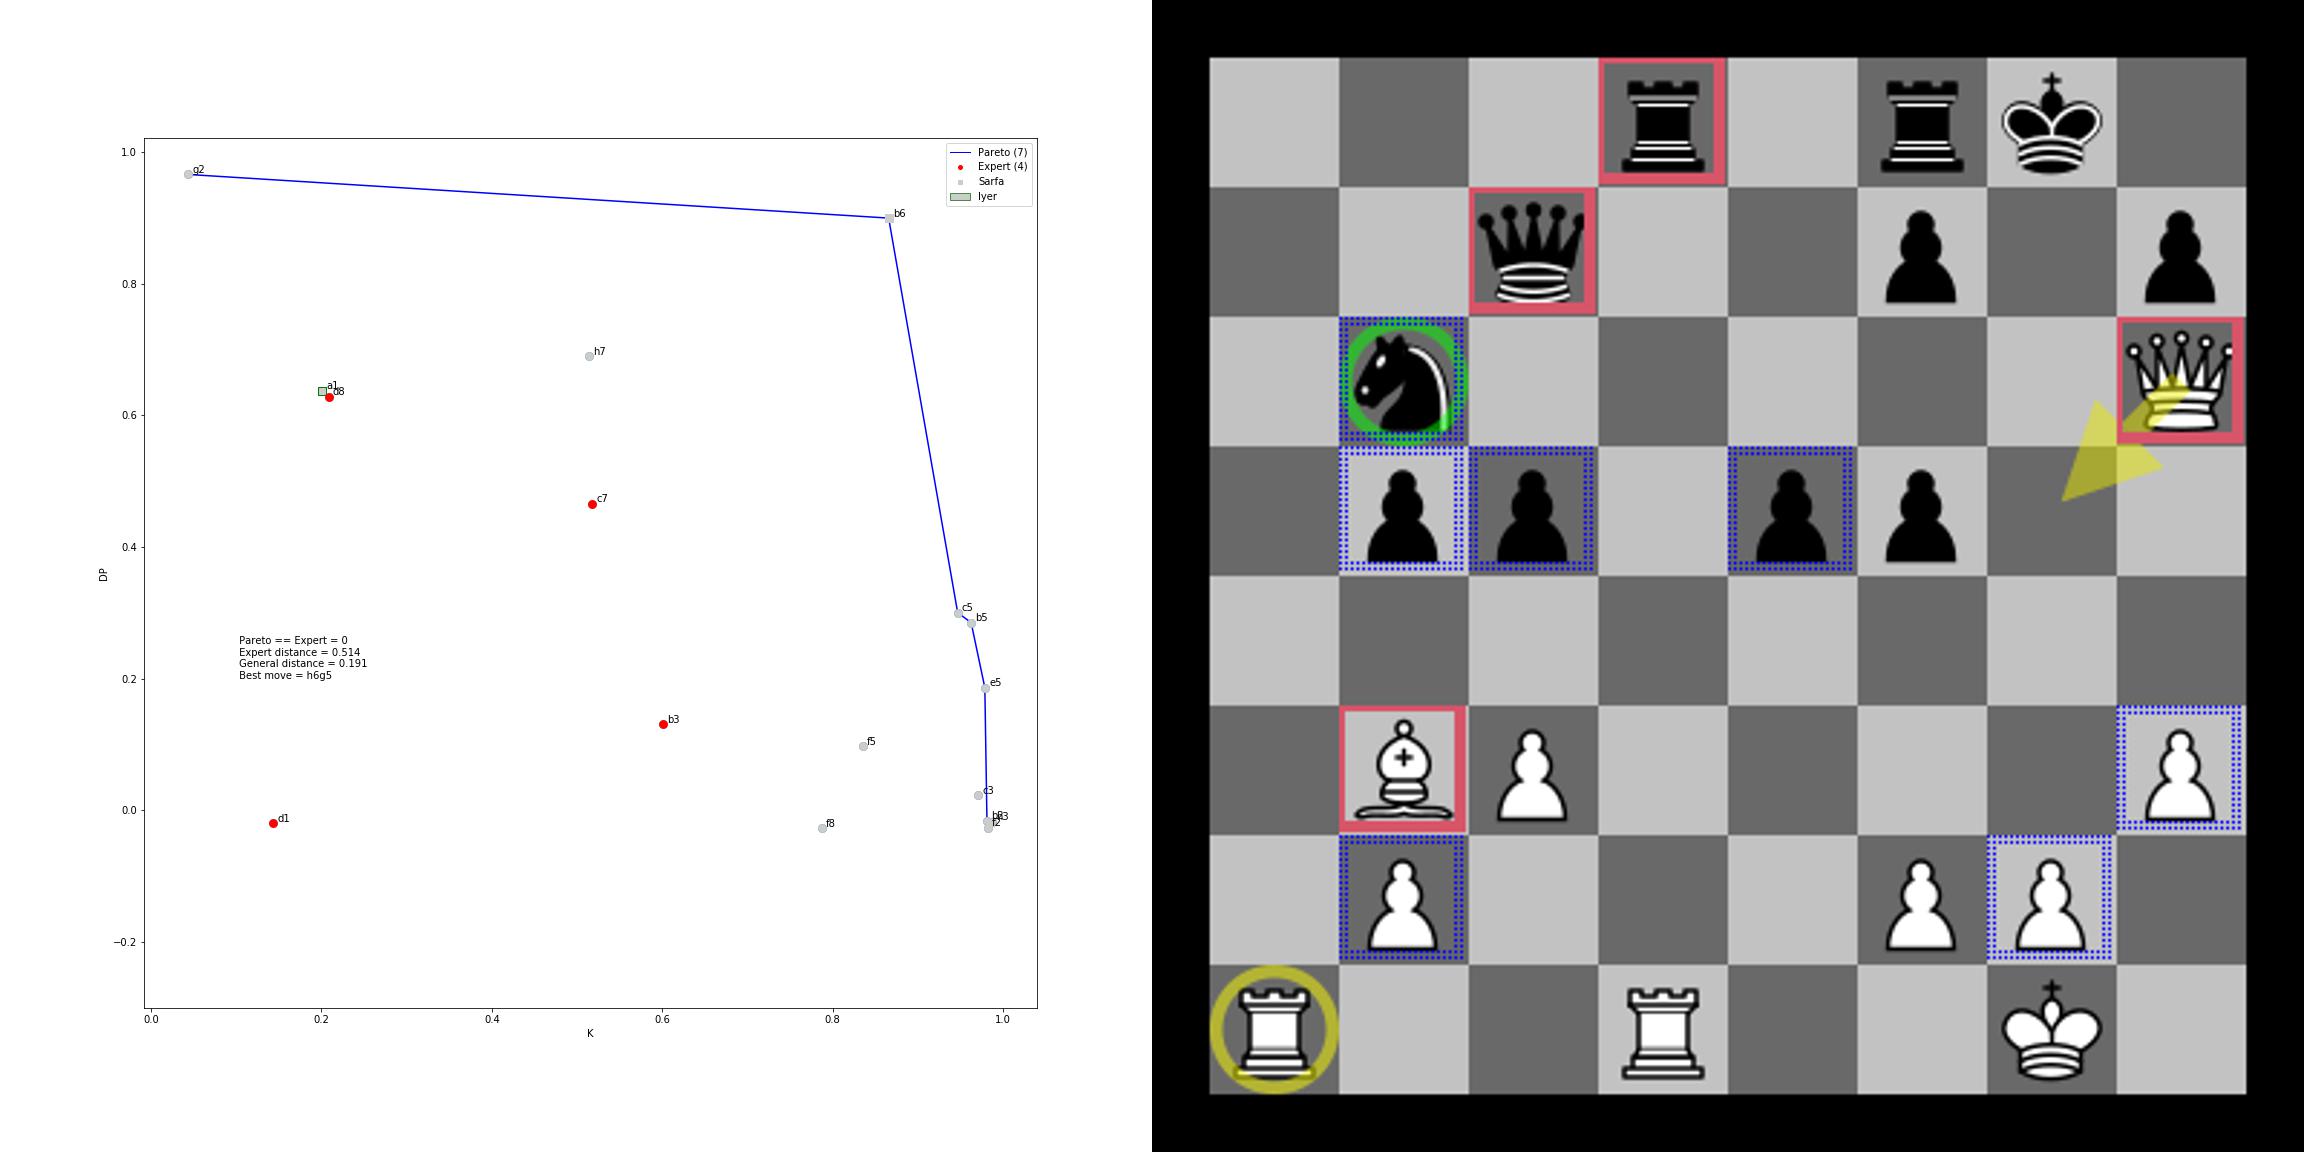 1.0
0.8
0.6
0.4
0.2
0.0
−0.2
DP
0.0
0.2
0.4
0.6
0.8
1.0
K
Pareto (7)
Expert (4)
Sarfa
Iyer
g2
b6
h7
a1
d8
c7
c5
b5
e5
b3
f5
c3
f2
d1
f8
Pareto == Expert = 0
Expert distance = 0.514
General distance = 0.191
Best move = h6g5